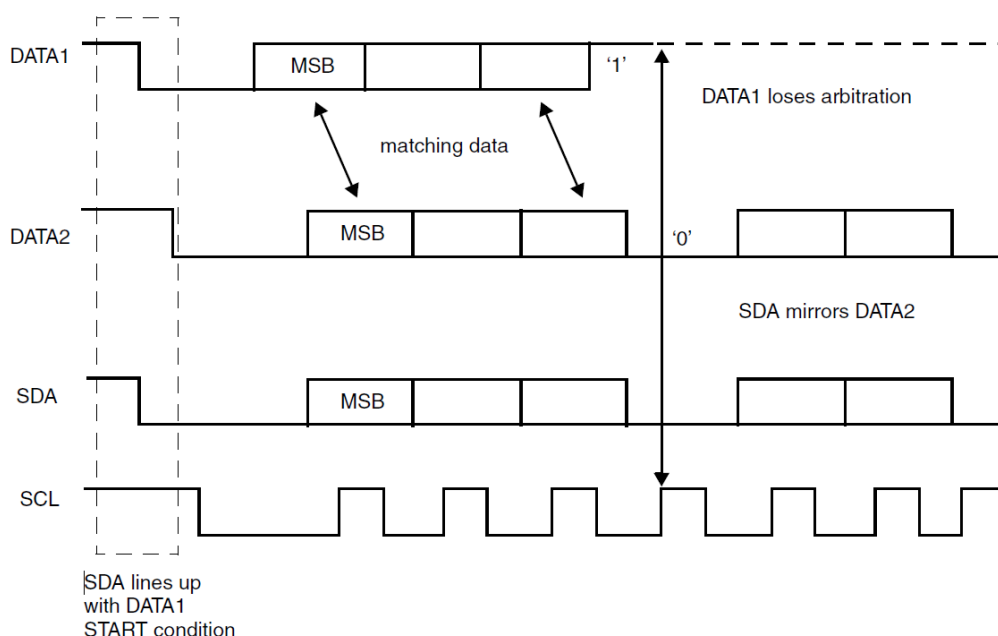 DATA1
MSB
‘1’
DATA1 loses arbitration
matching data
DATA2
MSB
‘0’
SDA mirrors DATA2
SDA
MSB
SCL
SDA lines up
with DATA1
START condition